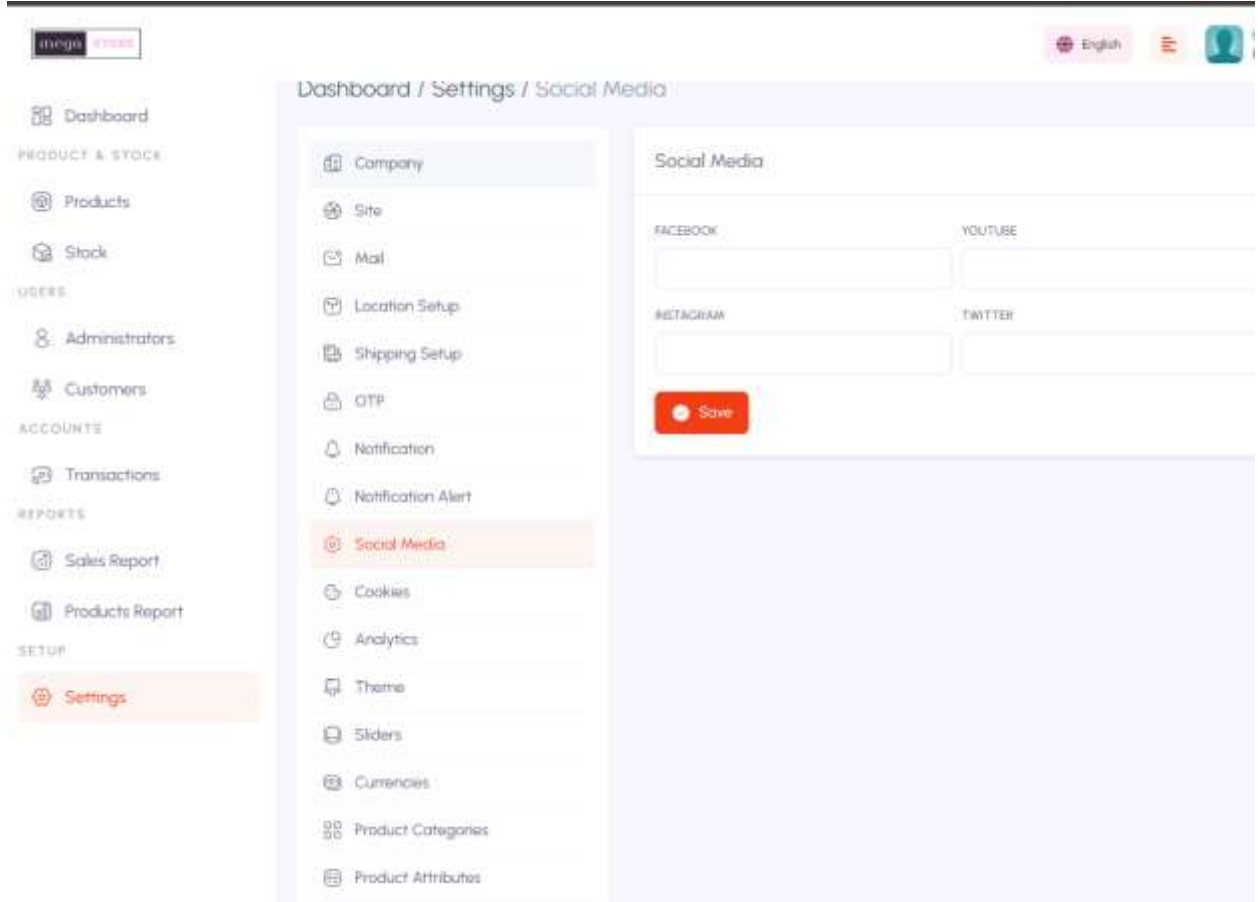 mega STORE
English
Dashboard / Settings / Social Media
Dashboard
PRODUCT & STOCK
Products
Stock
USERS
Administrators
Customers
ACCOUNTS
Transactions
REPORTS
Sales Report
Products Report
SETUP
Settings
Company
Site
Mail
Location Setup
Shipping Setup
OTP
Notification
Notification Alert
Social Media
Cookies
Analytics
Theme
Sliders
Currencies
Product Categories
Product Attributes
Social Media
FACEBOOK
YOUTUBE
INSTAGRAM
TWITTER
Save